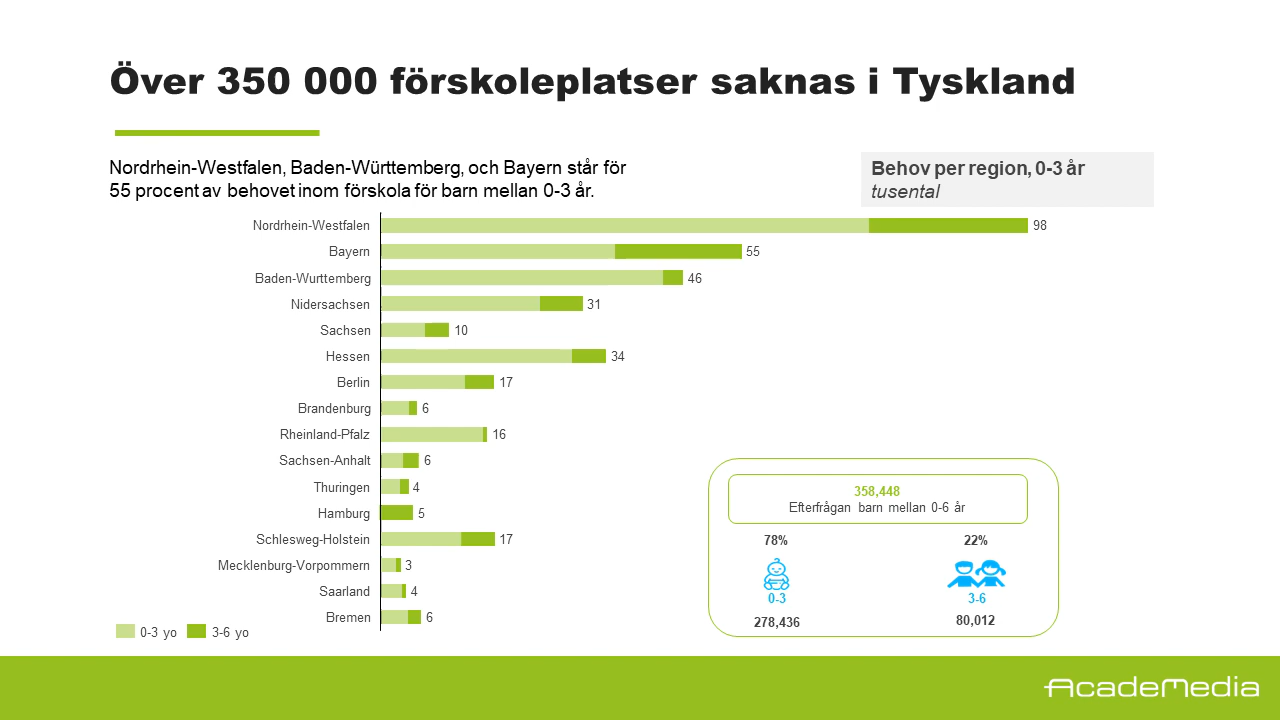 Över 350 000 förskoleplatser saknas i Tyskland
Nordrhein-Westfalen, Baden-Württemberg, och Bayern står för
55 procent av behovet inom förskola för barn mellan 0-3 år.
Behov per region, 0-3 år
tusental
Nordrhein-Westfalen 98
Bayern 55
Baden-Wurttemberg 46
Nidersachsen 31
Sachsen 10
Hessen 34
Berlin 17
Brandenburg 6
Rheinland-Pfalz 16
Sachsen-Anhalt 6
Thuringen 4
Hamburg 5
Schlesweg-Holstein 17
Mecklenburg-Vorpommern 3
Saarland 4
Bremen 6
0-3 yo 3-6 yo
358,448
Efterfrågan barn mellan 0-6 år
78% 22%
0-3 3-6
278,436 80,012
AcadeMedia